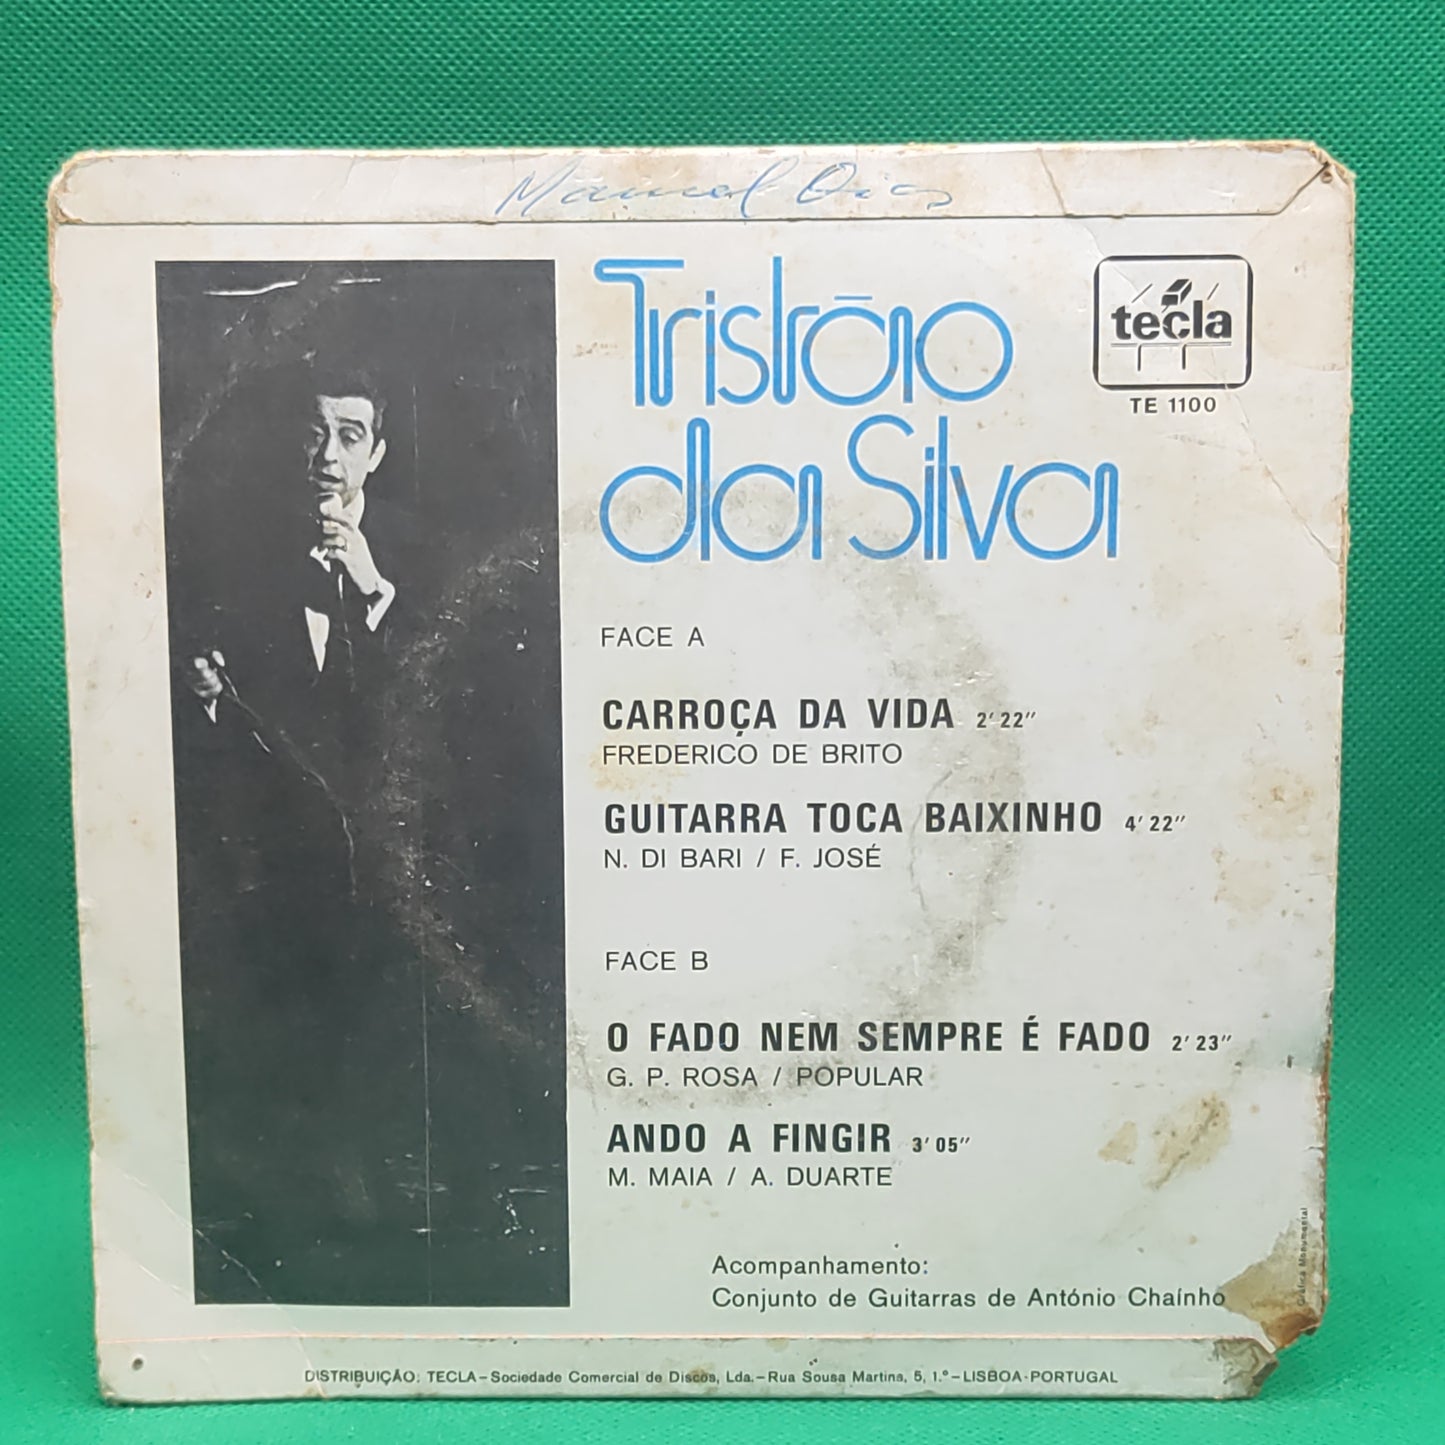 Manuel Dias
Tristão
da Silva
tecla
TE 1100
FACE A
CARROÇA DA VIDA 2' 22''
FREDERICO DE BRITO
GUITARRA TOCA BAIXINHO 4' 22''
N. DI BARI / F. JOSÉ
FACE B
O FADO NEM SEMPRE É FADO 2' 23''
G. P. ROSA / POPULAR
ANDO A FINGIR 3' 05''
M. MAIA / A. DUARTE
Acompanhamento:
Conjunto de Guitarras de António Chaínho
Gráfica Monumental
DISTRIBUIÇÃO: TECLA – Sociedade Comercial de Discos, Lda. – Rua Sousa Martins, 5, 1.º – LISBOA - PORTUGAL